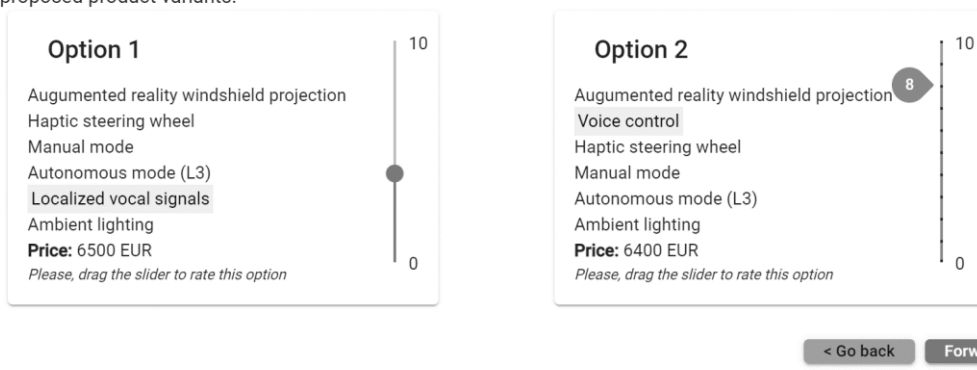 proposed product variants.
Option 1
10
Augumented reality windshield projection
Haptic steering wheel
Manual mode
Autonomous mode (L3)
Localized vocal signals
Ambient lighting
Price: 6500 EUR
Please, drag the slider to rate this option
0
Option 2
10
8
Augumented reality windshield projection
Voice control
Haptic steering wheel
Manual mode
Autonomous mode (L3)
Ambient lighting
Price: 6400 EUR
Please, drag the slider to rate this option
0
< Go back
Forw